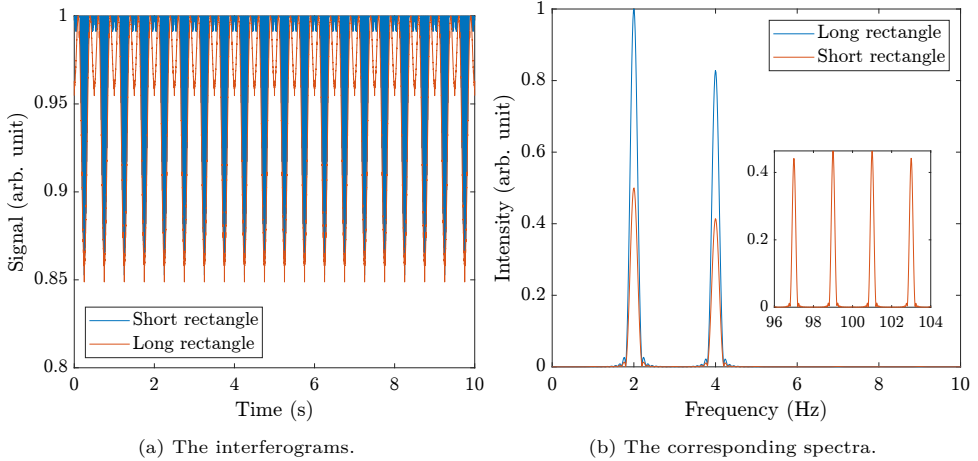 1
0.95
0.9
0.85
0.8
Signal (arb. unit)
Short rectangle
Long rectangle
0 2 4 6 8 10
Time (s)
(a) The interferograms.
1
0.8
0.6
0.4
0.2
0
Intensity (arb. unit)
Long rectangle
Short rectangle
0.4
0.2
0
96 98 100 102 104
0 2 4 6 8 10
Frequency (Hz)
(b) The corresponding spectra.